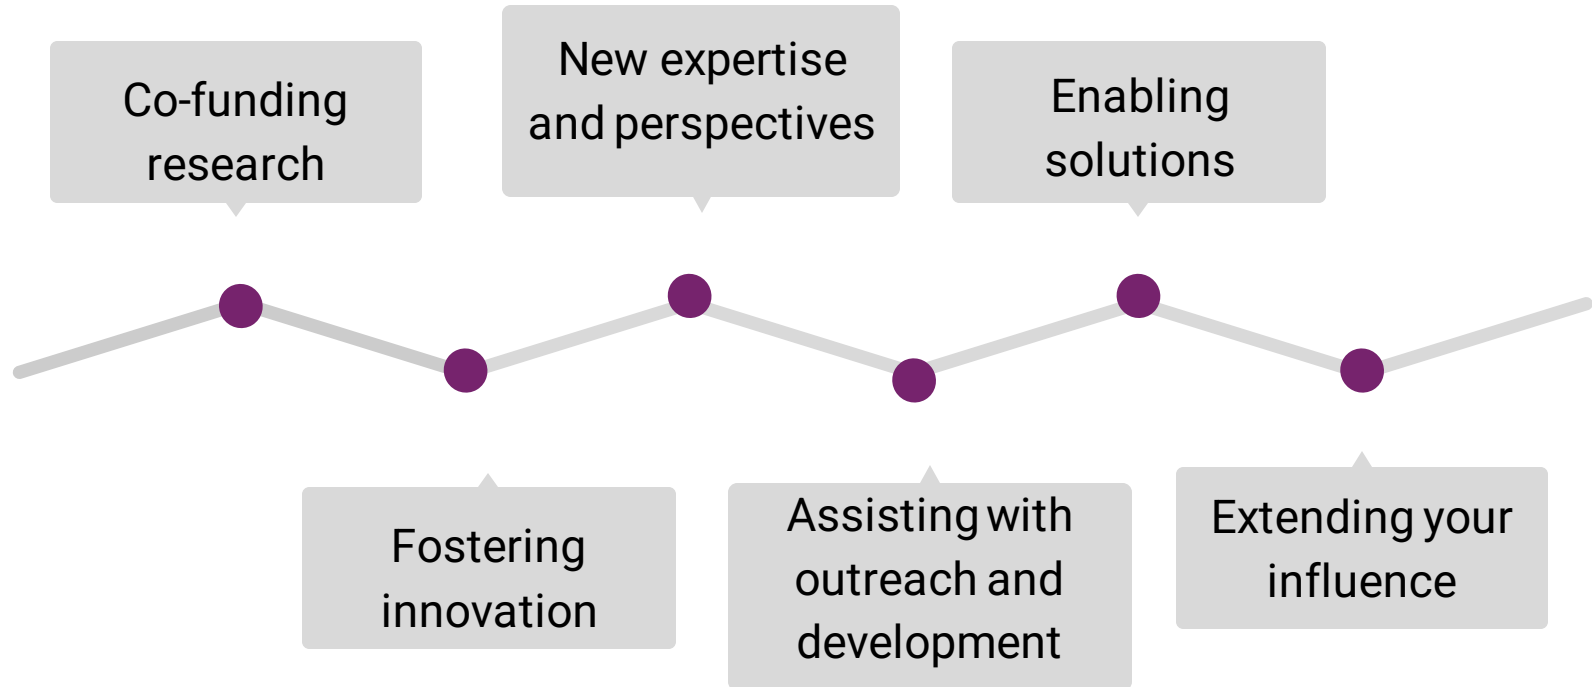 Co-funding
research
New expertise
and perspectives
Enabling
solutions
Fostering
innovation
Assisting with
outreach and
development
Extending your
influence